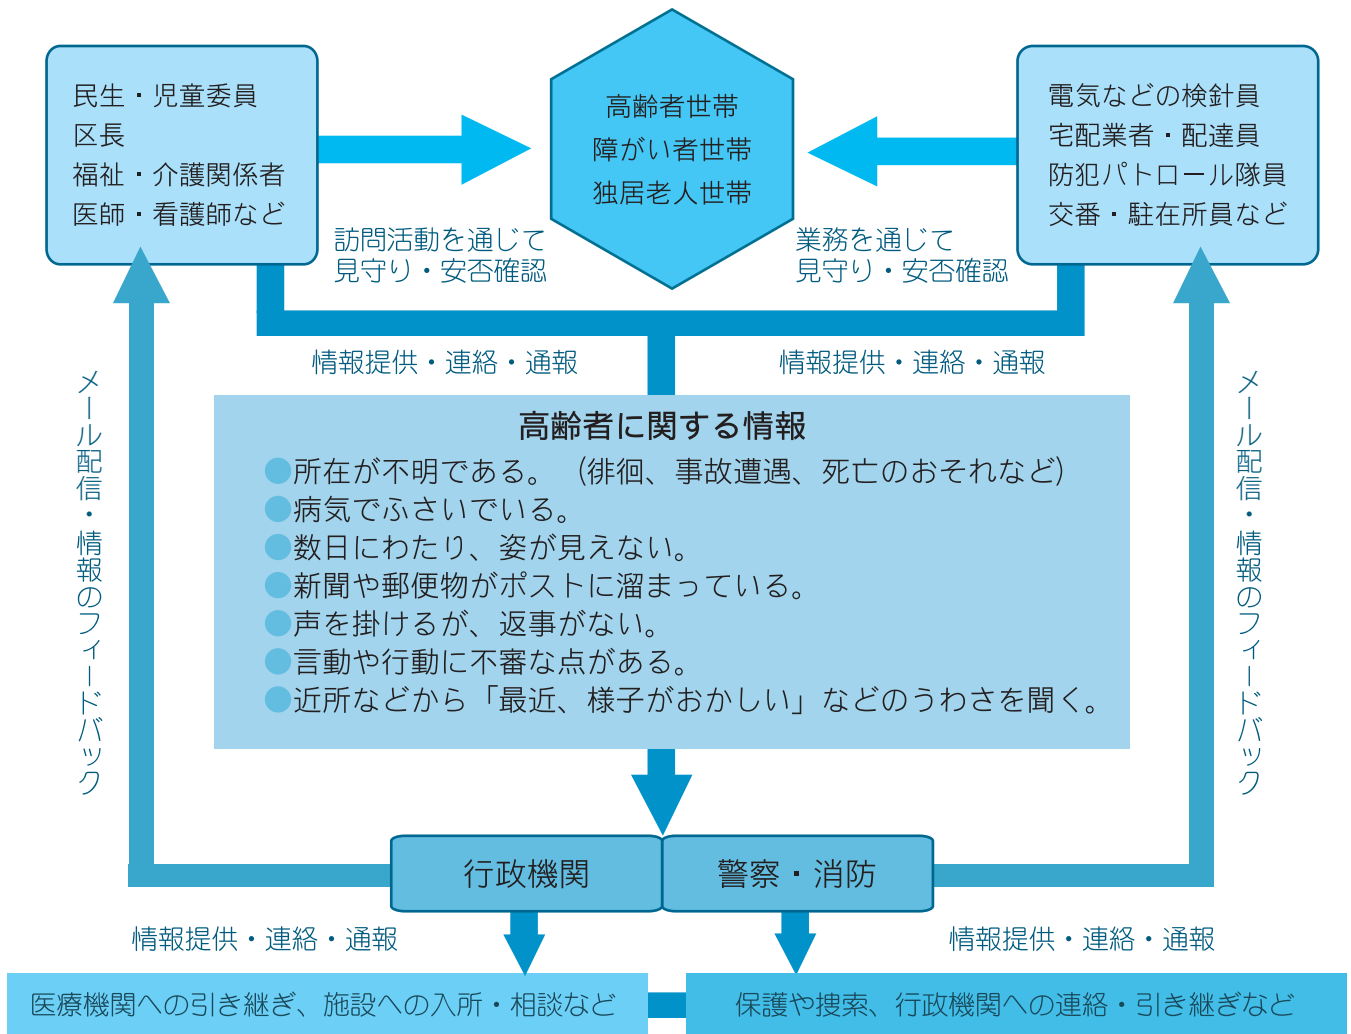 民生・児童委員
区長
福祉・介護関係者
医師・看護師など
高齢者世帯
障がい者世帯
独居老人世帯
電気などの検針員
宅配業者・配達員
防犯パトロール隊員
交番・駐在所員など
訪問活動を通じて
見守り・安否確認
業務を通じて
見守り・安否確認
情報提供・連絡・通報
情報提供・連絡・通報
メール配信・情報のフィードバック
高齢者に関する情報
●所在が不明である。（徘徊、事故遭遇、死亡のおそれなど）
●病気でふさいでいる。
●数日にわたり、姿が見えない。
●新聞や郵便物がポストに溜まっている。
●声を掛けるが、返事がない。
●言動や行動に不審な点がある。
●近所などから「最近、様子がおかしい」などのうわさを聞く。
メール配信・情報のフィードバック
行政機関
警察・消防
情報提供・連絡・通報
情報提供・連絡・通報
医療機関への引き継ぎ、施設への入所・相談など
保護や捜索、行政機関への連絡・引き継ぎなど